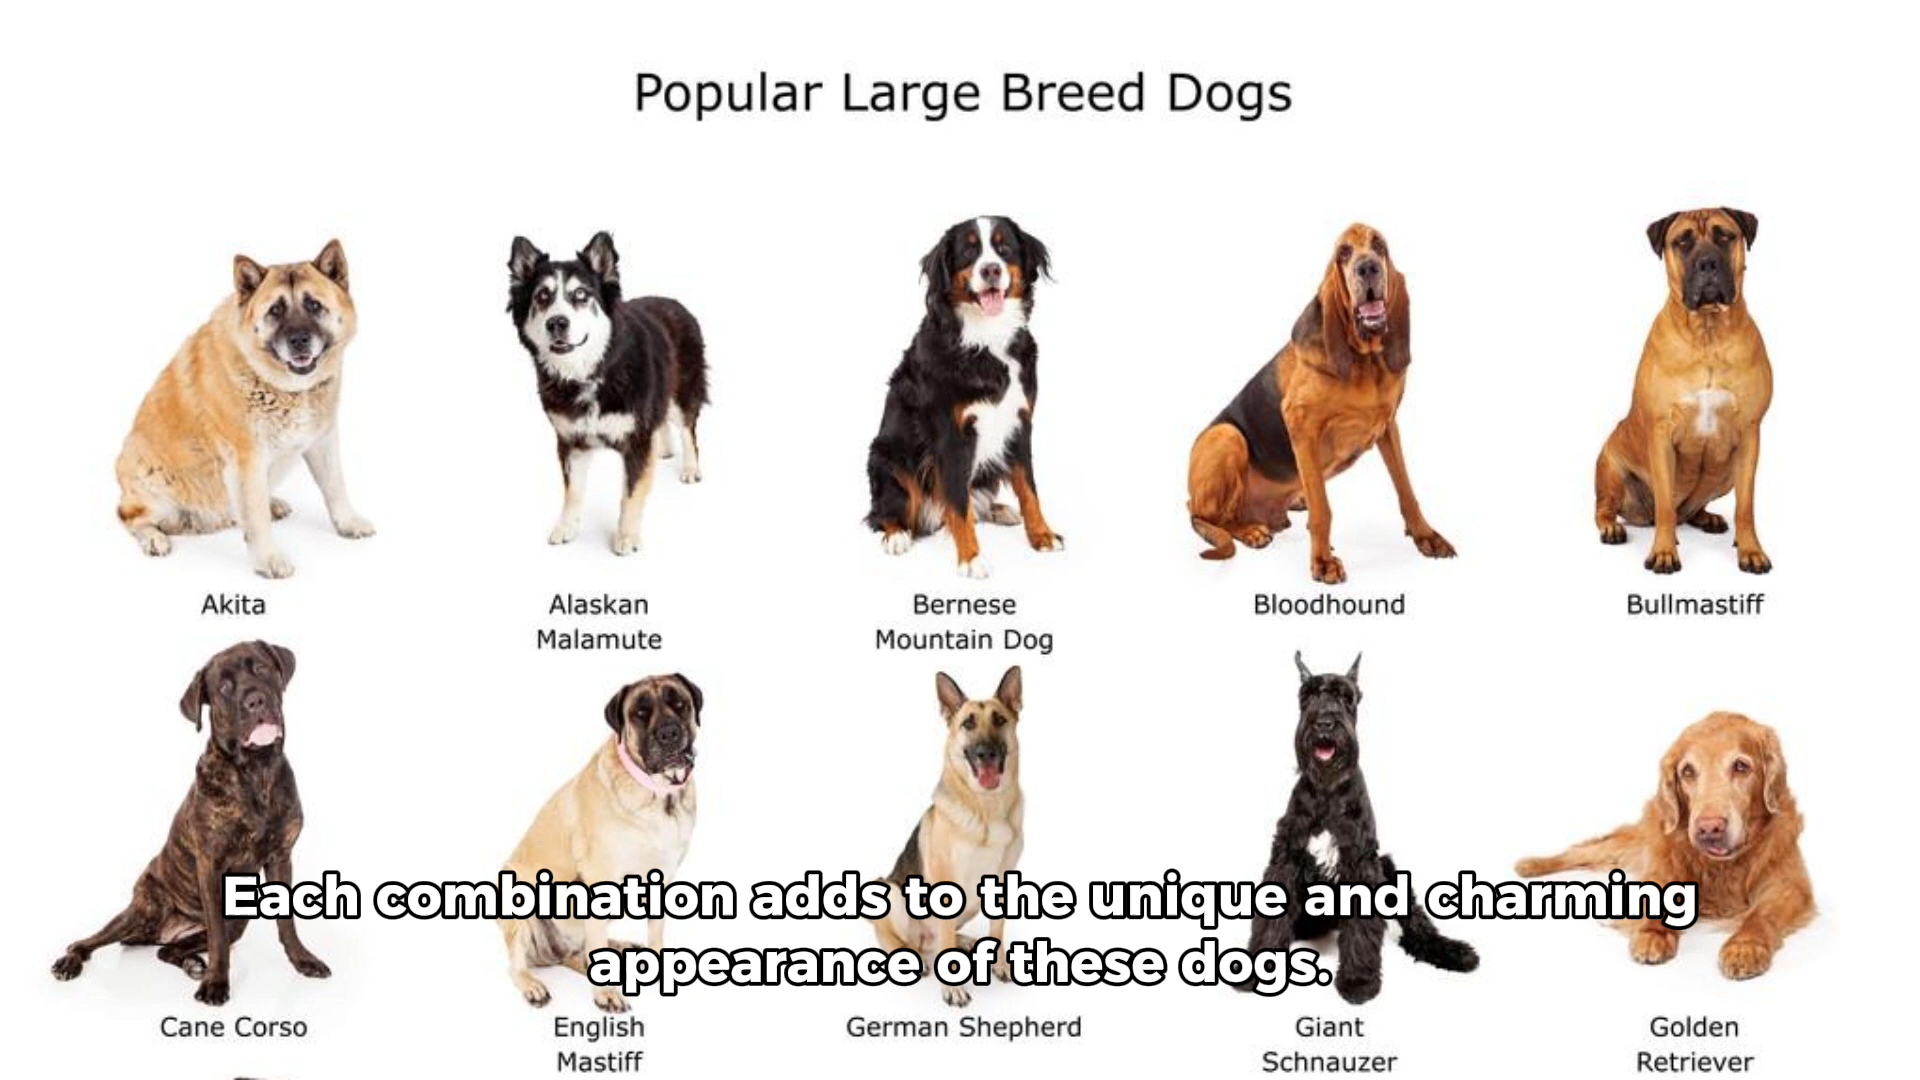 Popular Large Breed Dogs
Akita
Alaskan
Malamute
Bernese
Mountain Dog
Bloodhound
Bullmastiff
Each combination adds to the unique and charming
appearance of these dogs.
Cane Corso
English
Mastiff
German Shepherd
Giant
Schnauzer
Golden
Retriever